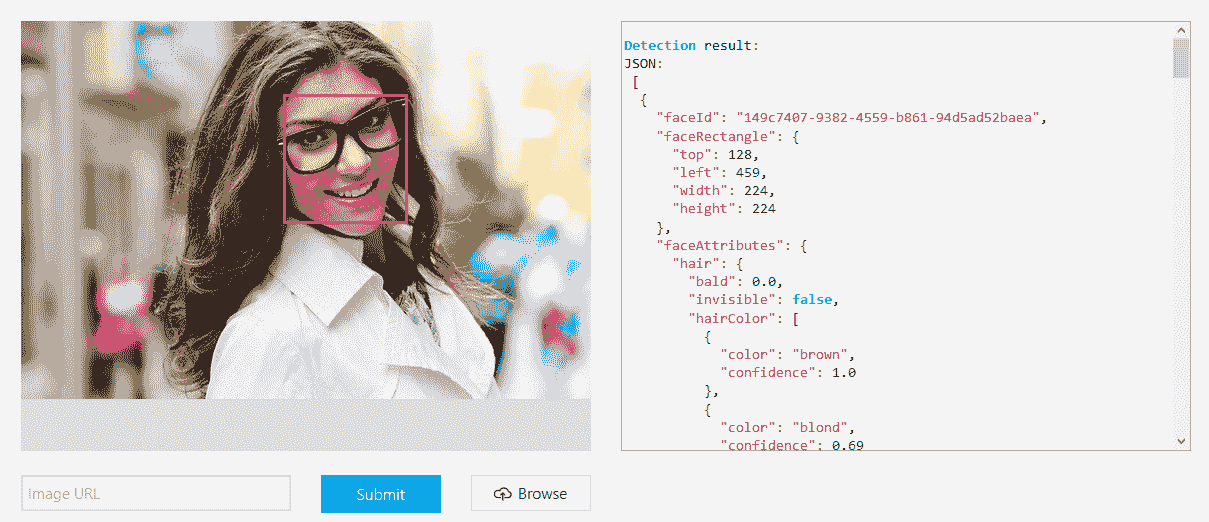 Detection result:
JSON:
[
{
"faceId": "149c7407-9382-4559-b861-94d5ad52baea",
"faceRectangle": {
"top": 128,
"left": 459,
"width": 224,
"height": 224
},
"faceAttributes": {
"hair": {
"bald": 0.0,
"invisible": false,
"hairColor": [
{
"color": "brown",
"confidence": 1.0
},
{
"color": "blond",
"confidence": 0.69
Image URL
Submit
Browse